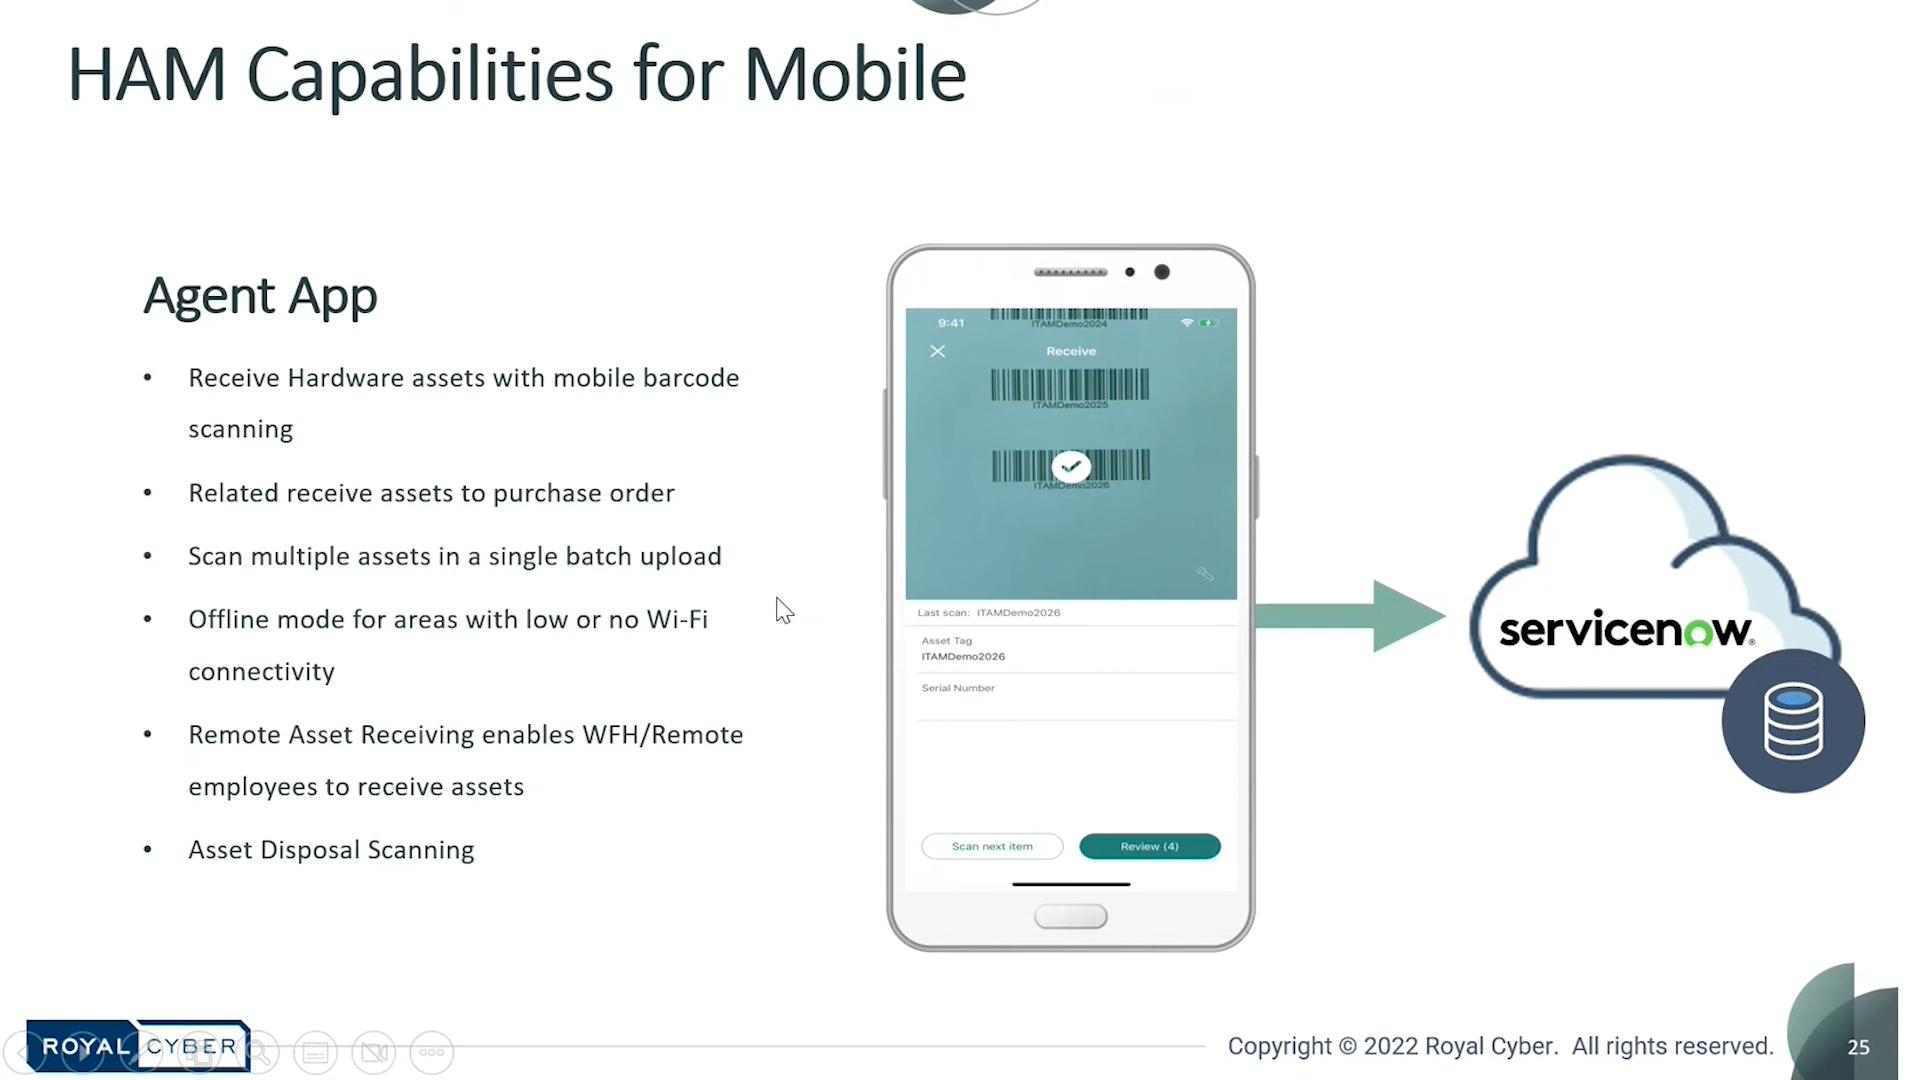 HAM Capabilities for Mobile
Agent App
• Receive Hardware assets with mobile barcode
scanning
• Related receive assets to purchase order
• Scan multiple assets in a single batch upload
• Offline mode for areas with low or no Wi-Fi
connectivity
• Remote Asset Receiving enables WFH/Remote
employees to receive assets
• Asset Disposal Scanning
9:41
ITAMDemo2024
Receive
ITAMDemo2025
ITAMDemo2026
Last scan: ITAMDemo2026
Asset Tag
ITAMDemo2026
Serial Number
Scan next item
Review (4)
servicenow®
ROYAL CYBER
Copyright © 2022 Royal Cyber. All rights reserved.
25